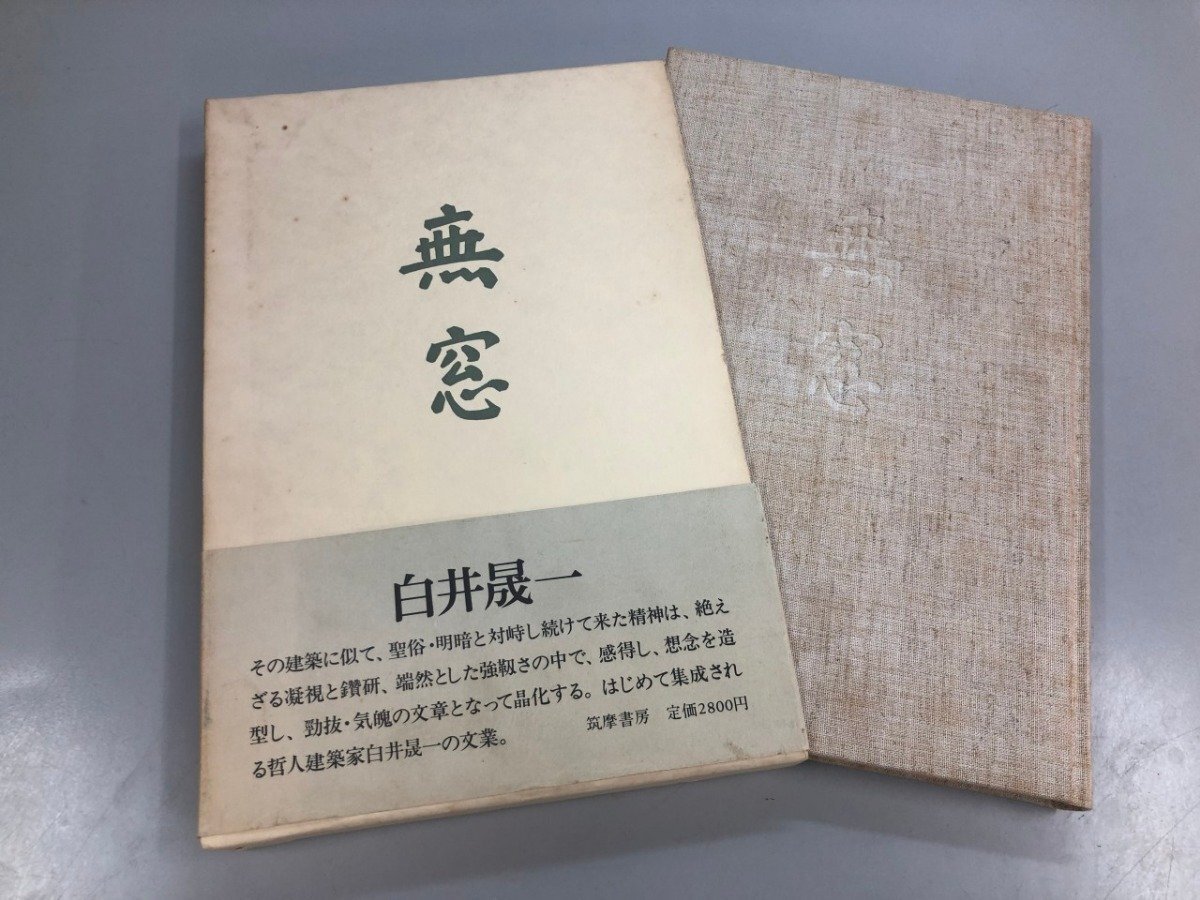 無窓
白井晟一
その建築に似て、聖俗・明暗と対峙し続けて来た精神は、絶え
ざる凝視と鑽研、端然とした強靱さの中で、感得し、想念を造
型し、勁抜・気魄の文章となって晶化する。はじめて集成され
る哲人建築家白井晟一の文業。
筑摩書房 定価2800円
無窓